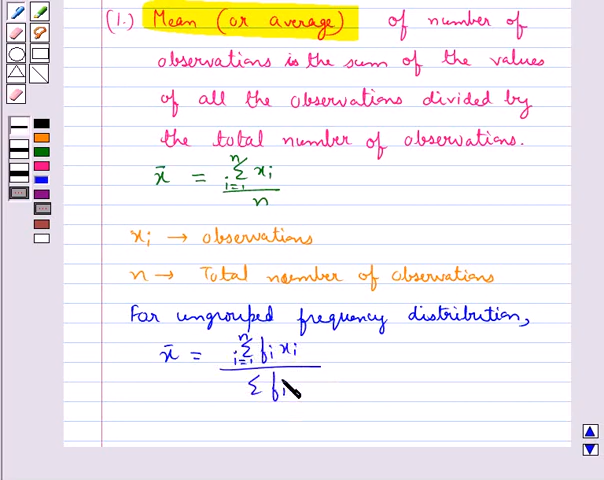 (1.) Mean (or average) of number of
observations is the sum of the values
of all the observations divided by
the total number of observations.
x̄ = ⁿΣᵢ₌₁ xᵢ / n
xᵢ → observations
n → Total number of observations
For ungrouped frequency distribution,
x̄ = ⁿΣᵢ₌₁ fᵢ xᵢ / Σ fᵢ